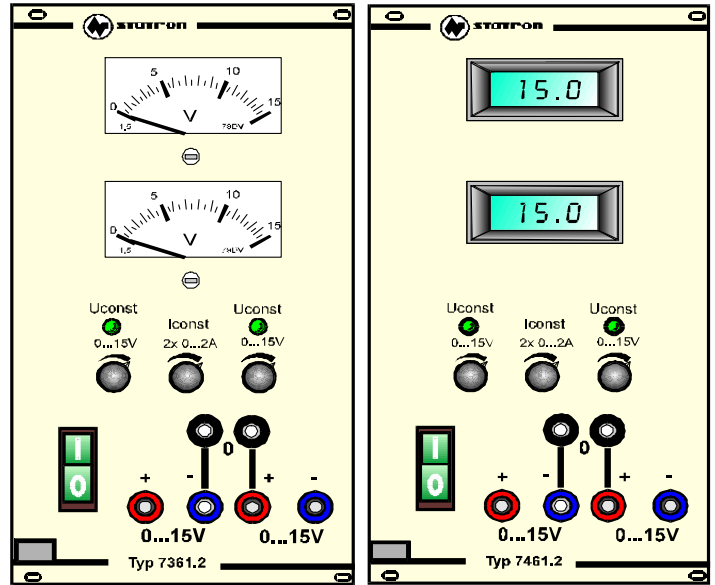 statron
5 10
0 15
V
1,5
5 10
0 15
V
1,5
Uconst Uconst
Iconst
0...15V 2x 0...2A 0...15V
I
0
0
+ - + -
0...15V 0...15V
Typ 7361.2
statron
15.0
15.0
Uconst Uconst
Iconst
0...15V 2x 0...2A 0...15V
I
0
0
+ - + -
0...15V 0...15V
Typ 7461.2